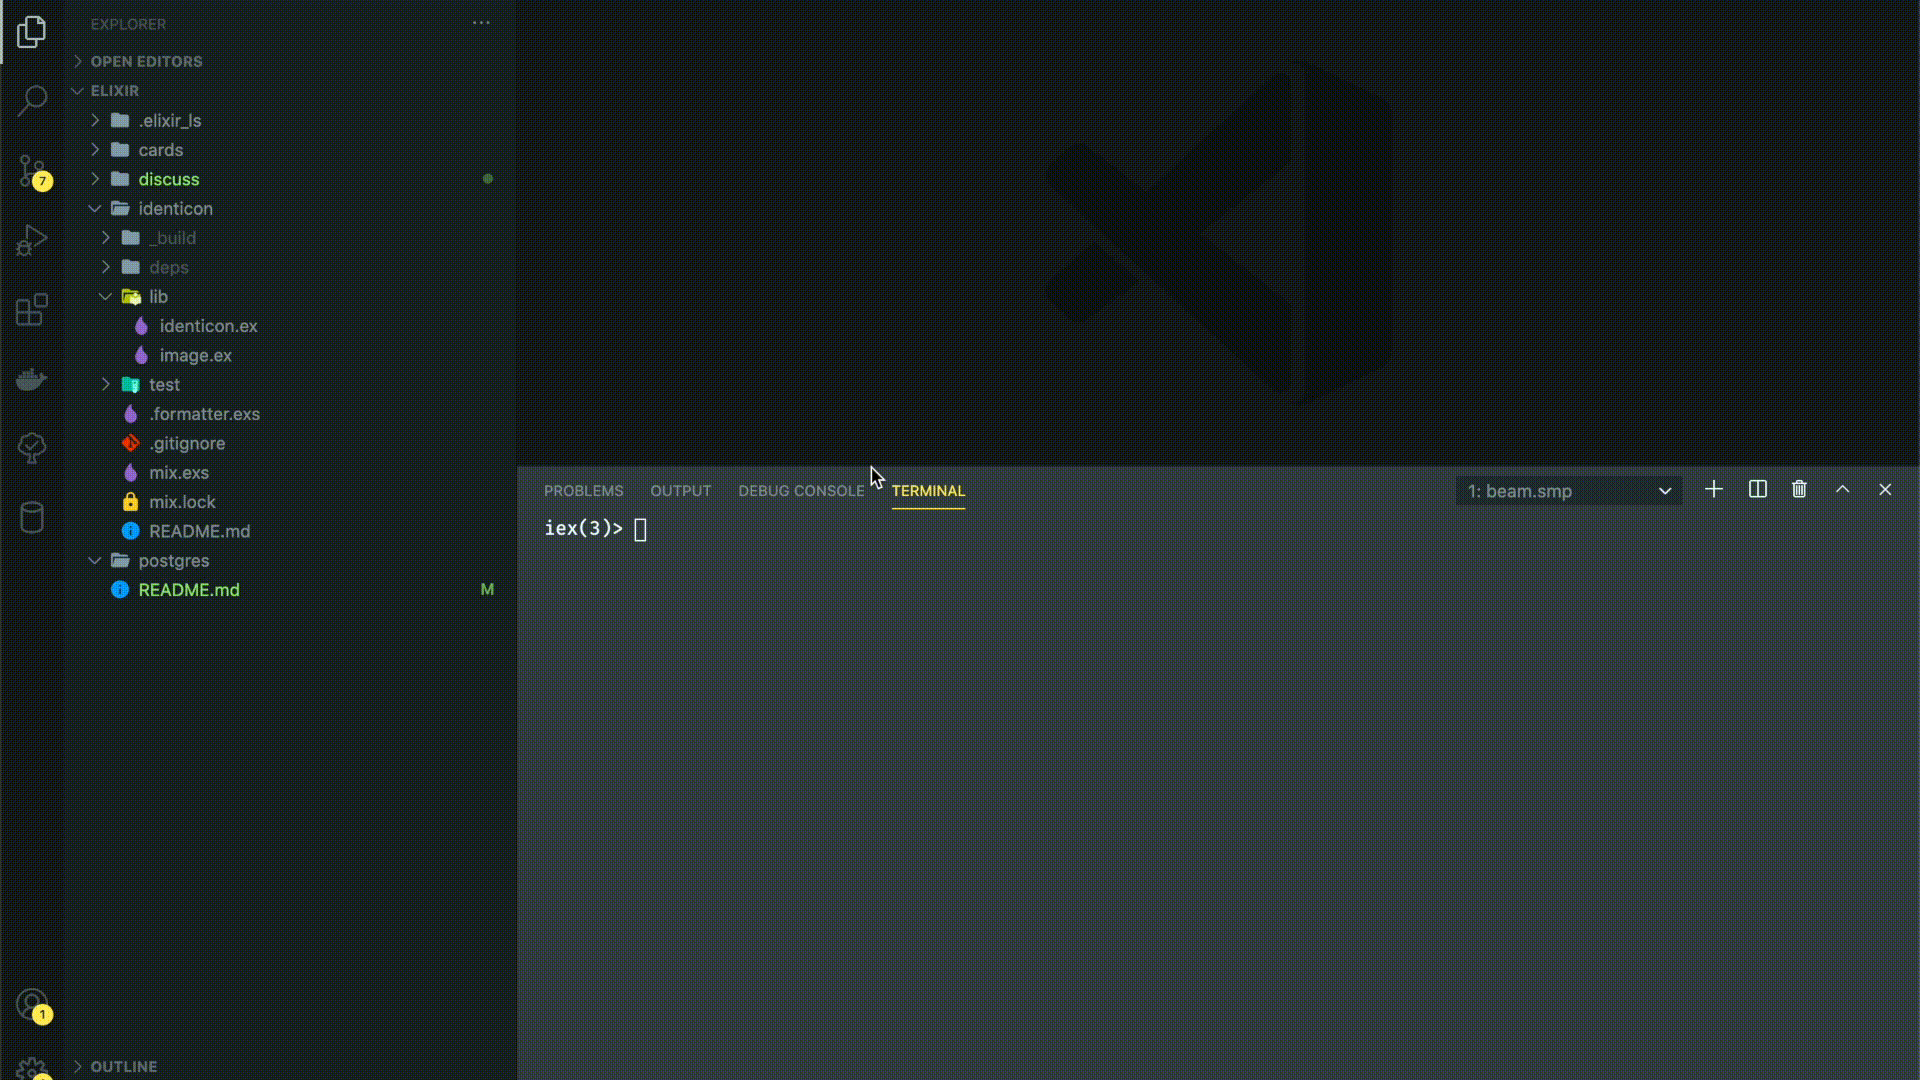 EXPLORER
OPEN EDITORS
ELIXIR
.elixir_ls
cards
discuss
identicon
_build
deps
lib
identicon.ex
image.ex
test
.formatter.exs
.gitignore
mix.exs
mix.lock
README.md
postgres
README.md M
OUTLINE
7
1
PROBLEMS OUTPUT DEBUG CONSOLE TERMINAL 1: beam.smp
iex(3)>